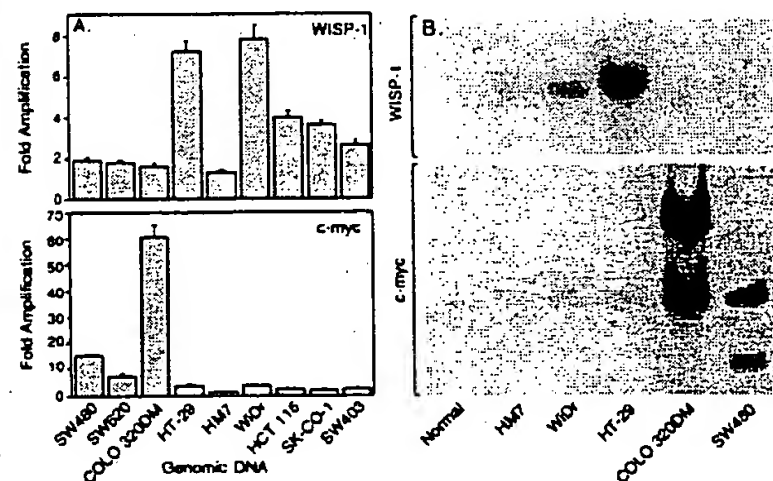 A.
WISP-1
Fold Amplification
8
6
4
2
0
c-myc
Fold Amplification
75
60
50
40
30
20
10
0
SW480
SW620
COLO 320DM
HT-29
HM7
WiDr
HCT 116
SK-CO-1
SW403
Genomic DNA
B.
WISP-1
c-myc
Normal
HM7
WiDr
HT-29
COLO 320DM
SW480